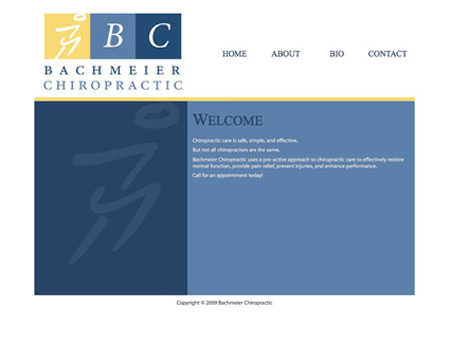 B C
BACHMEIER
CHIROPRACTIC
HOME ABOUT BIO CONTACT
WELCOME
Chiropractic care is safe, simple, and effective.
But not all chiropractors are the same.
Bachmeier Chiropractic uses a pro-active approach to chiropractic care to effectively restore
normal function, provide pain relief, prevent injuries, and enhance performance.
Call for an appointment today!
Copyright © 2009 Bachmeier Chiropractic